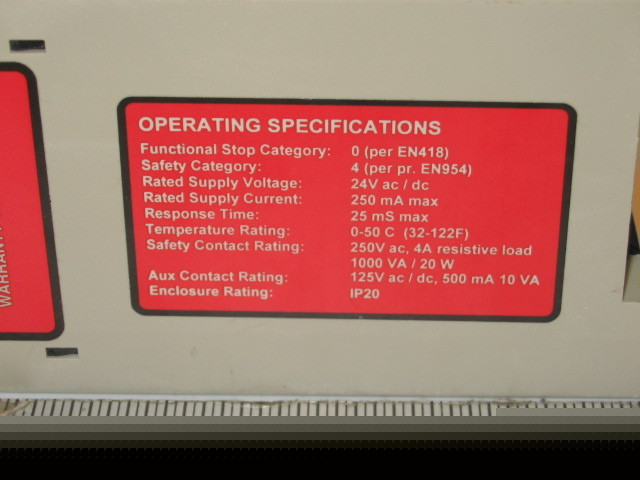 OPERATING SPECIFICATIONS
Functional Stop Category: 0 (per EN418)
Safety Category: 4 (per pr. EN954)
Rated Supply Voltage: 24V ac / dc
Rated Supply Current: 250 mA max
Response Time: 25 mS max
Temperature Rating: 0-50 C (32-122F)
Safety Contact Rating: 250V ac, 4A resistive load
1000 VA / 20 W
Aux Contact Rating: 125V ac / dc, 500 mA 10 VA
Enclosure Rating: IP20